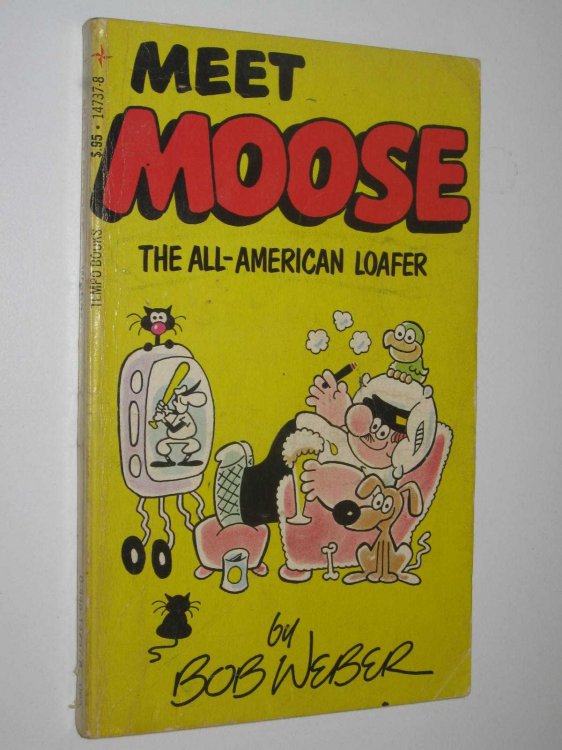 MEET
MOOSE
THE ALL-AMERICAN LOAFER
by
BOB WEBER
$.95 • 14737-8
TEMPO BOOKS